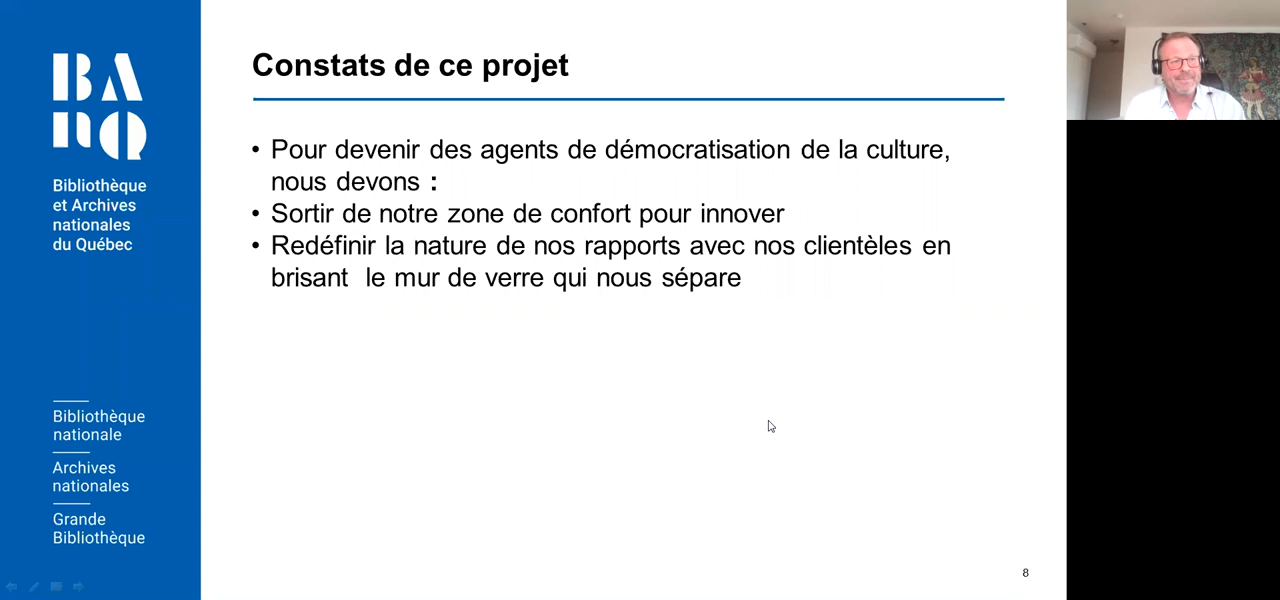 BA
nQ
Bibliothèque
et Archives
nationales
du Québec
Bibliothèque
nationale
Archives
nationales
Grande
Bibliothèque
Constats de ce projet
• Pour devenir des agents de démocratisation de la culture,
nous devons :
• Sortir de notre zone de confort pour innover
• Redéfinir la nature de nos rapports avec nos clientèles en
brisant  le mur de verre qui nous sépare
8